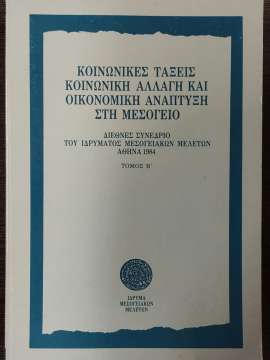 ΚΟΙΝΩΝΙΚΕΣ ΤΑΞΕΙΣ
ΚΟΙΝΩΝΙΚΗ ΑΛΛΑΓΗ ΚΑΙ
ΟΙΚΟΝΟΜΙΚΗ ΑΝΑΠΤΥΞΗ
ΣΤΗ ΜΕΣΟΓΕΙΟ
ΔΙΕΘΝΕΣ ΣΥΝΕΔΡΙΟ
ΤΟΥ ΙΔΡΥΜΑΤΟΣ ΜΕΣΟΓΕΙΑΚΩΝ ΜΕΛΕΤΩΝ
ΑΘΗΝΑ 1984
ΤΟΜΟΣ Β'
ΙΔΡΥΜΑ
ΜΕΣΟΓΕΙΑΚΩΝ
ΜΕΛΕΤΩΝ